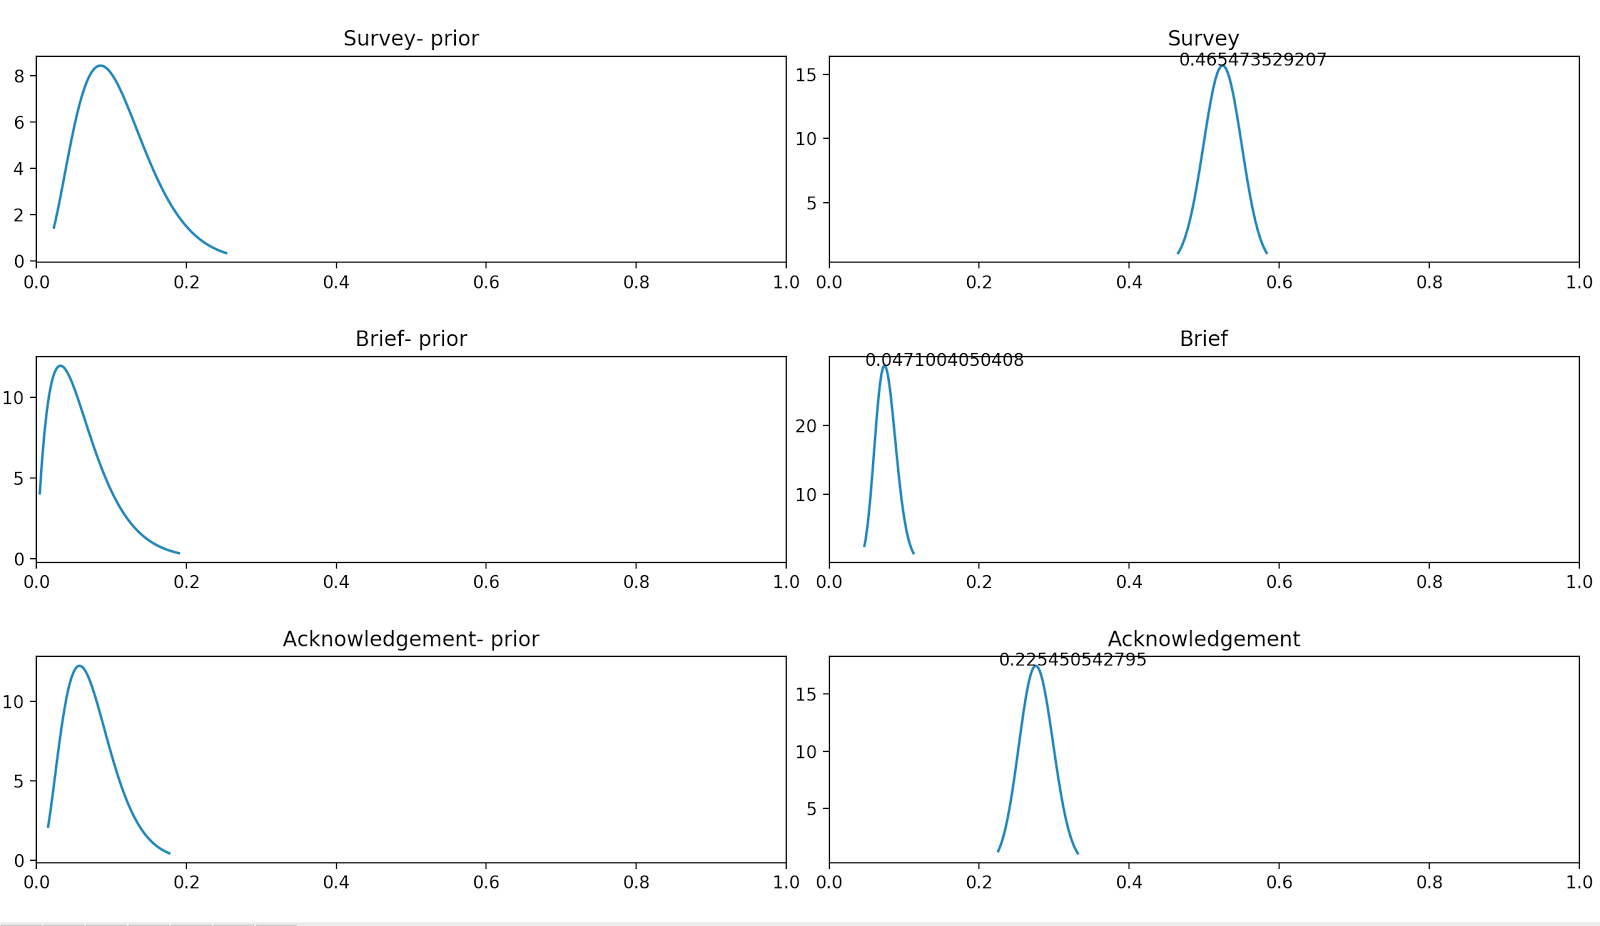 Survey- prior
8
6
4
2
0
0.0 0.2 0.4 0.6 0.8 1.0
Survey
0.465473529207
15
10
5
0.0 0.2 0.4 0.6 0.8 1.0
Brief- prior
10
5
0
0.0 0.2 0.4 0.6 0.8 1.0
Brief
0.0471004050408
20
10
0.0 0.2 0.4 0.6 0.8 1.0
Acknowledgement- prior
10
5
0
0.0 0.2 0.4 0.6 0.8 1.0
Acknowledgement
0.225450542795
15
10
5
0.0 0.2 0.4 0.6 0.8 1.0